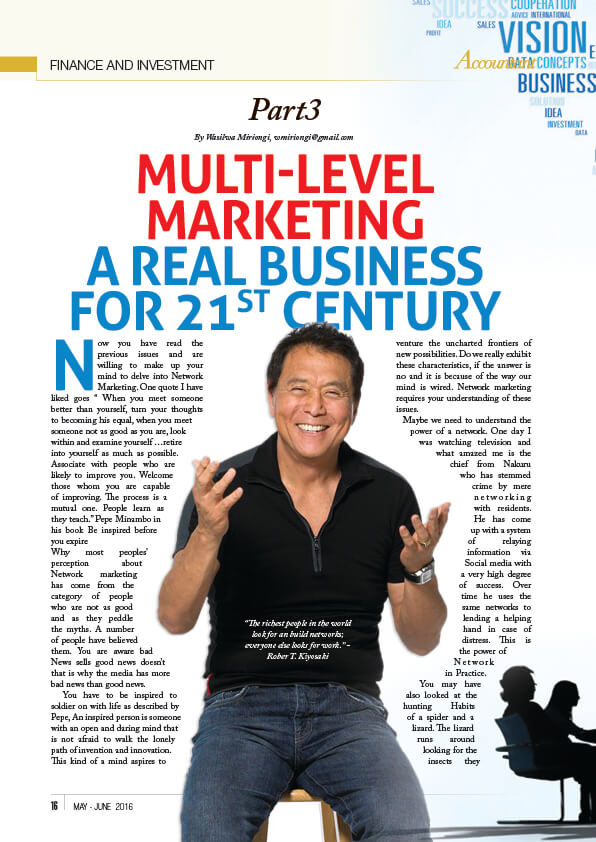 SALES
SUCCESS
COOPERATION
ADVICE INTERNATIONAL
IDEA
SALES
PROFIT
VISION
E
Accountant
DATA CONCEPTS
BUSINESS
SOLUTION
IDEA
INVESTMENT
DATA
FINANCE AND INVESTMENT
Part3
By Wasilwa Miriongi, wmiriongi@gmail.com
MULTI-LEVEL
MARKETING
A REAL BUSINESS
FOR 21ST CENTURY
Now you have read the
previous issues and are
willing to make up your
mind to delve into Network
Marketing. One quote I have
liked goes “ When you meet someone
better than yourself, turn your thoughts
to becoming his equal, when you meet
someone not as good as you are, look
within and examine yourself …retire
into yourself as much as possible.
Associate with people who are
likely to improve you. Welcome
those whom you are capable
of improving. The process is a
mutual one. People learn as
they teach.” Pepe Minambo in
his book Be inspired before
you expire
Why most peoples’
perception about
Network marketing
has come from the
category of people
who are not as good
and as they peddle
the myths. A number
of people have believed
them. You are aware bad
News sells good news doesn’t
that is why the media has more
bad news than good news.
You have to be inspired to
soldier on with life as described by
Pepe, An inspired person is someone
with an open and daring mind that
is not afraid to walk the lonely
path of invention and innovation.
This kind of a mind aspires to
venture the uncharted frontiers of
new possibilities. Do we really exhibit
these characteristics, if the answer is
no and it is because of the way our
mind is wired. Network marketing
requires your understanding of these
issues.
Maybe we need to understand the
power of a network. One day I
was watching television and
what amazed me is the
chief from Nakuru
who has stemmed
crime by mere
networking
with residents.
He has come
up with a system
of relaying
information via
Social media with
a very high degree
of success. Over
time he uses the
same networks to
lending a helping
hand in case of
distress. This is
the power of
Network
in Practice.
You may have
also looked at the
hunting Habits
of a spider and a
lizard. The lizard
runs around
looking for the
insects they
“The richest people in the world
look for an build networks;
everyone else looks for work.” –
Rober T. Kiyosaki
16 MAY - JUNE 2016